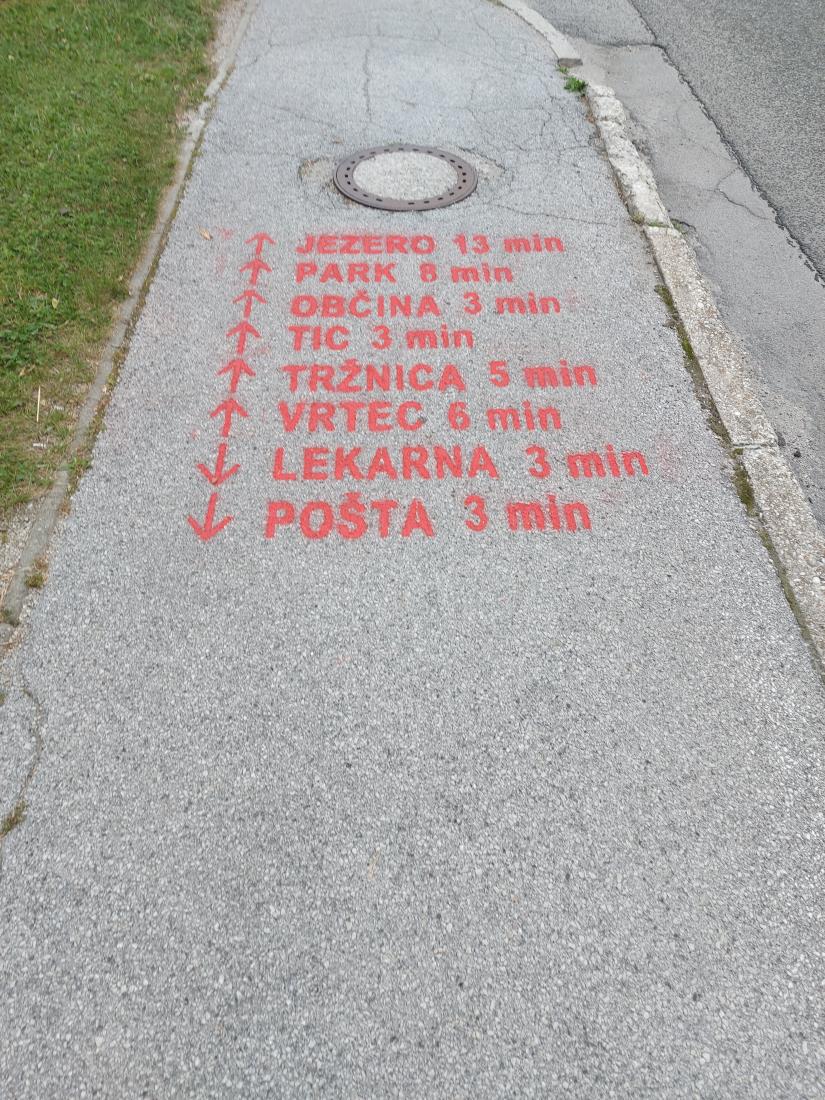 ↑ JEZERO 13 min
↑ PARK 8 min
↑ OBČINA 3 min
↑ TIC 3 min
↑ TRŽNICA 5 min
↑ VRTEC 6 min
↓ LEKARNA 3 min
↓ POŠTA 3 min